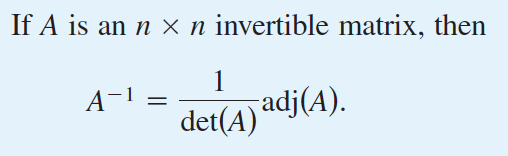 If A is an n × n invertible matrix, then
A⁻¹ = 1/det(A) adj(A).